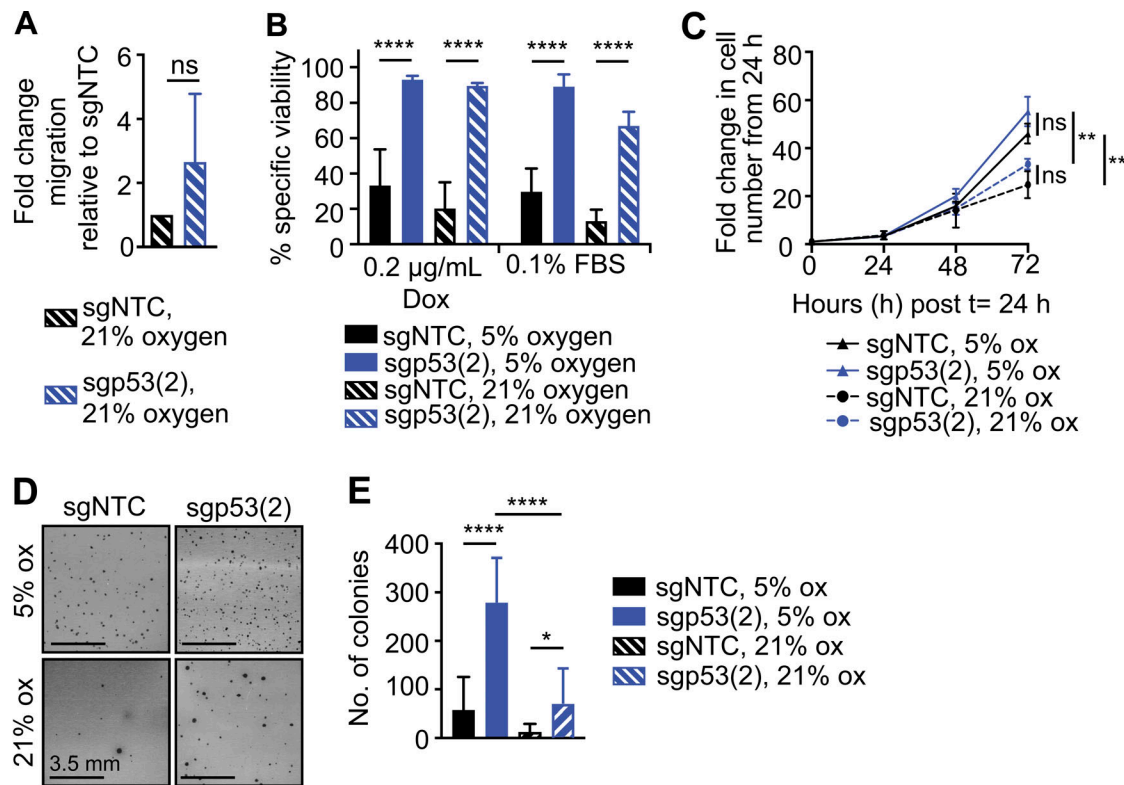 A
Fold change
migration
relative to sgNTC
6
4
2
0
ns
sgNTC,
21% oxygen
sgp53(2),
21% oxygen
B
% specific viability
100
80
60
40
20
0
**** **** **** ****
0.2 µg/mL
Dox
0.1% FBS
sgNTC, 5% oxygen
sgp53(2), 5% oxygen
sgNTC, 21% oxygen
sgp53(2), 21% oxygen
C
Fold change in cell
number from 24 h
80
60
40
20
0
0 24 48 72
ns
ns
**
**
Hours (h) post t= 24 h
sgNTC, 5% ox
sgp53(2), 5% ox
sgNTC, 21% ox
sgp53(2), 21% ox
D
sgNTC sgp53(2)
5% ox
21% ox
3.5 mm
E
No. of colonies
400
300
200
100
0
****
****
*
sgNTC, 5% ox
sgp53(2), 5% ox
sgNTC, 21% ox
sgp53(2), 21% ox